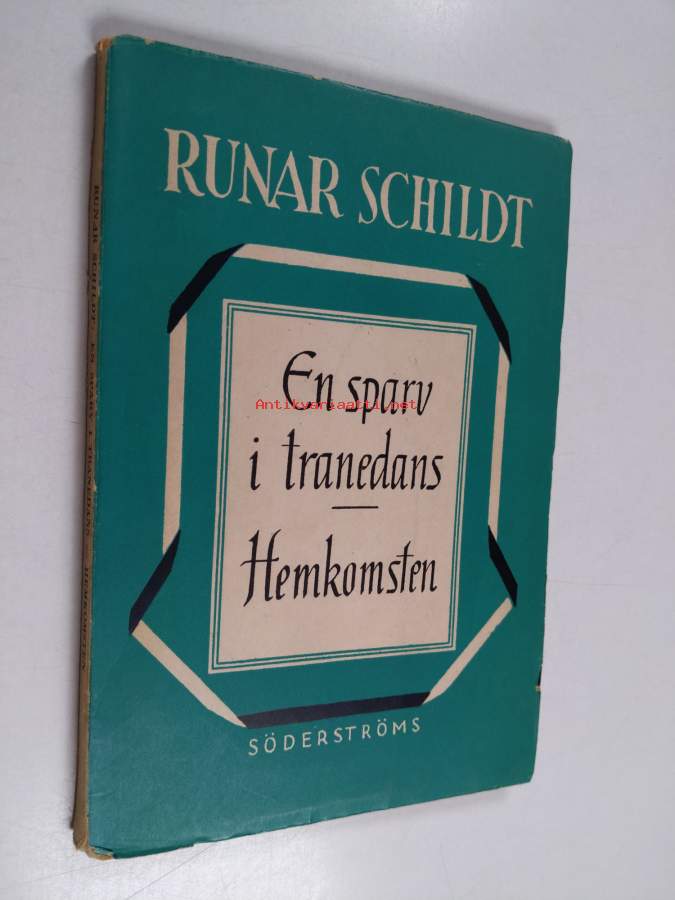 RUNAR SCHILDT
En sparv
Antikvariaatti.net
i tranedans
Hemkomsten
SÖDERSTRÖMS
RUNAR SCHILDT EN SPARV I TRANEDANS — HEMKOMSTEN